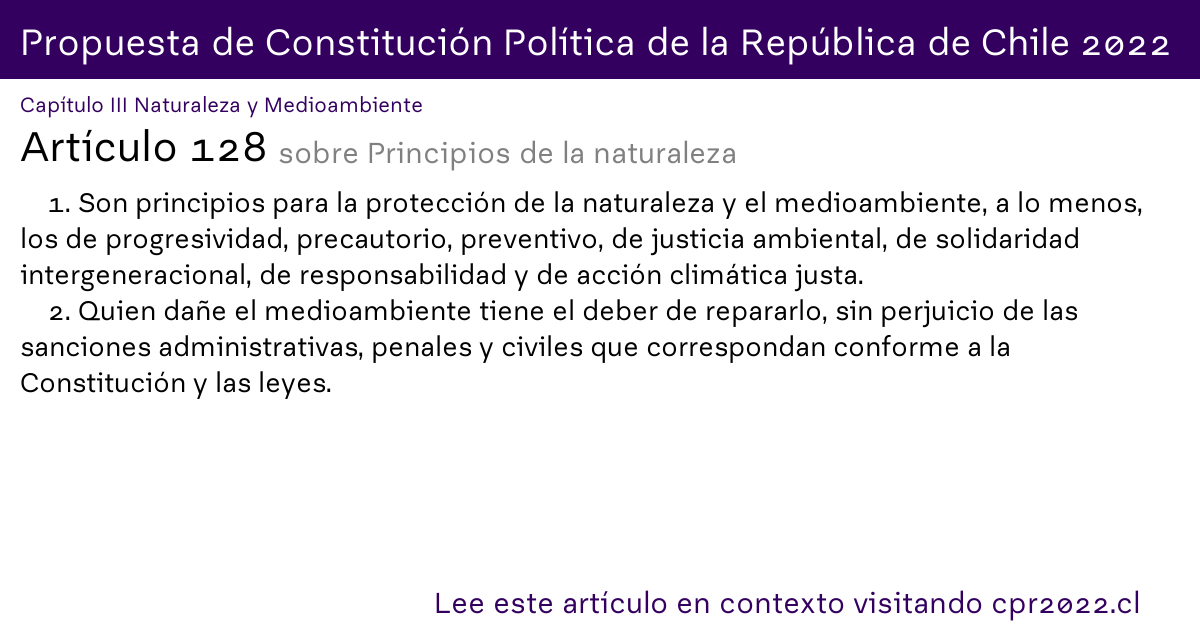 Propuesta de Constitución Política de la República de Chile 2022
Capítulo III Naturaleza y Medioambiente
Artículo 128 sobre Principios de la naturaleza
1. Son principios para la protección de la naturaleza y el medioambiente, a lo menos,
los de progresividad, precautorio, preventivo, de justicia ambiental, de solidaridad
intergeneracional, de responsabilidad y de acción climática justa.
2. Quien dañe el medioambiente tiene el deber de repararlo, sin perjuicio de las
sanciones administrativas, penales y civiles que correspondan conforme a la
Constitución y las leyes.
Lee este artículo en contexto visitando cpr2022.cl